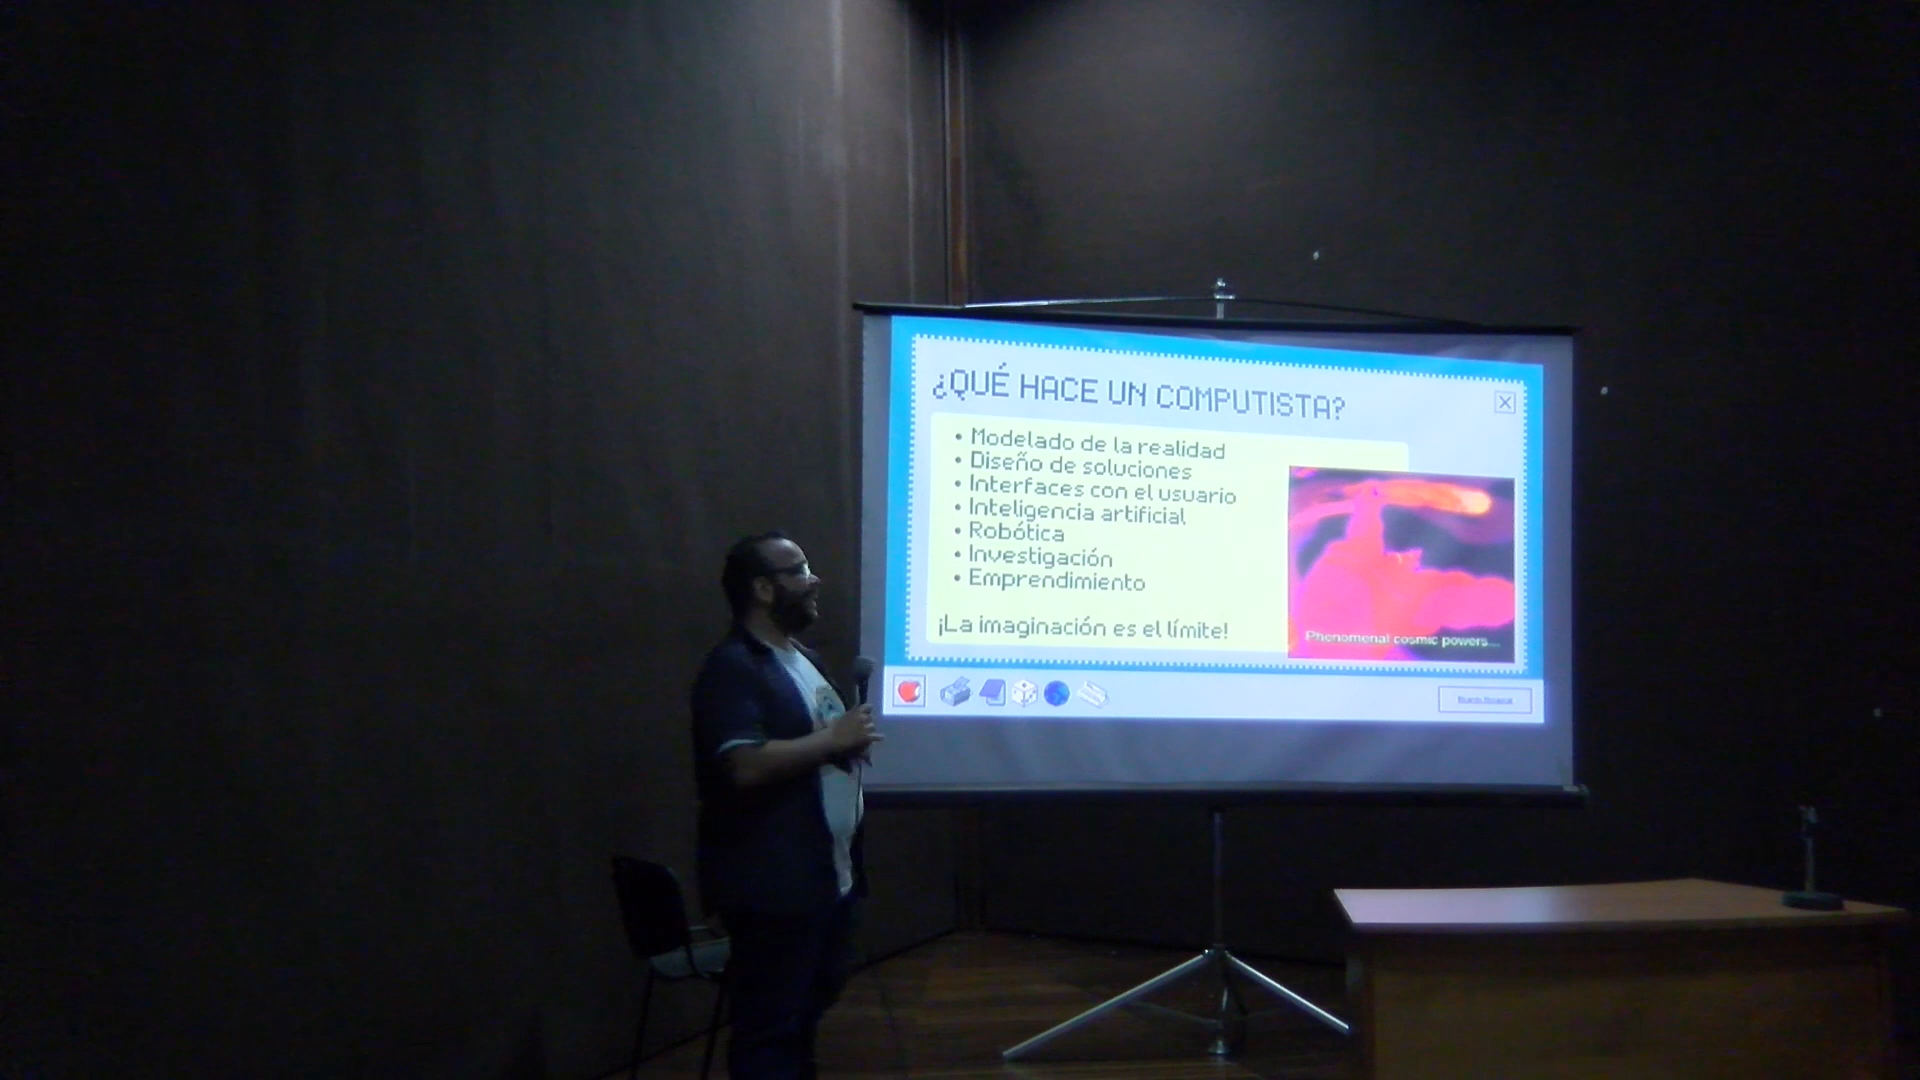 ¿QUÉ HACE UN COMPUTISTA?
• Modelado de la realidad
• Diseño de soluciones
• Interfaces con el usuario
• Inteligencia artificial
• Robótica
• Investigación
• Emprendimiento
¡La imaginación es el límite!
Phenomenal cosmic powers...